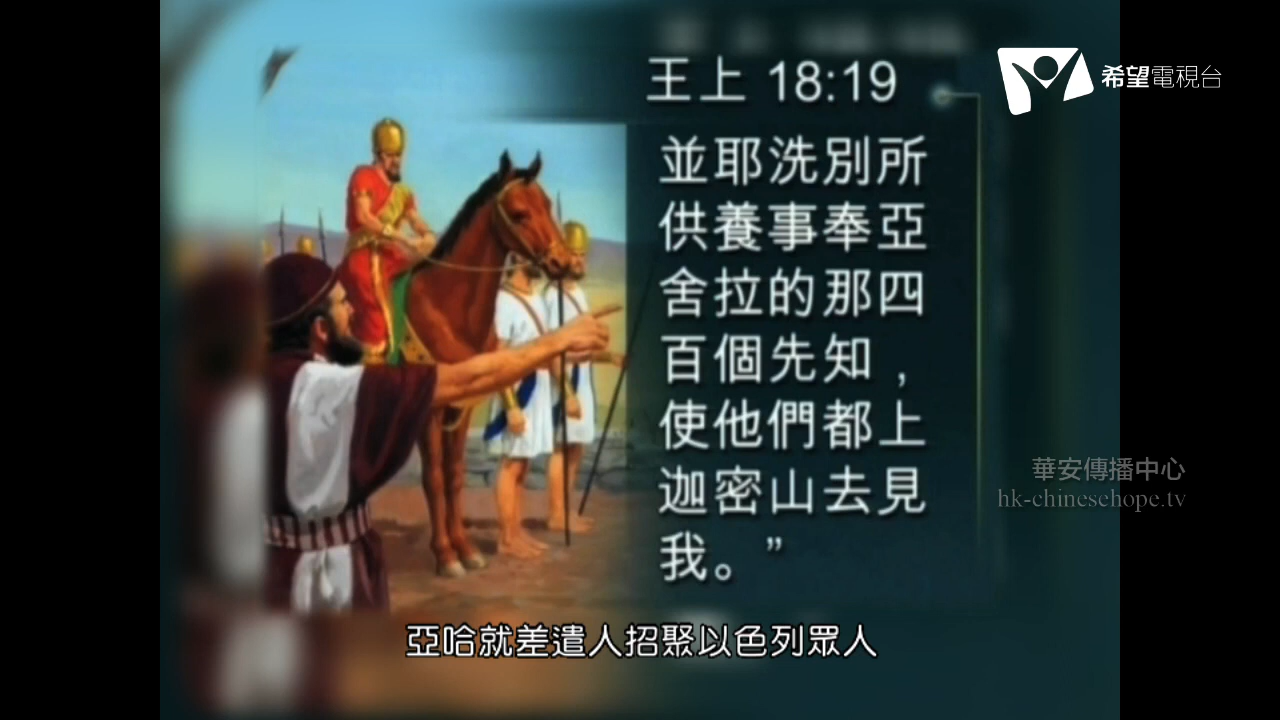 王上 18:19
希望電視台
並耶洗別所
供養事奉亞
舍拉的那四
百個先知，
使他們都上
迦密山去見
我。”
華安傳播中心
hk-chinesehope.tv
亞哈就差遣人招聚以色列眾人